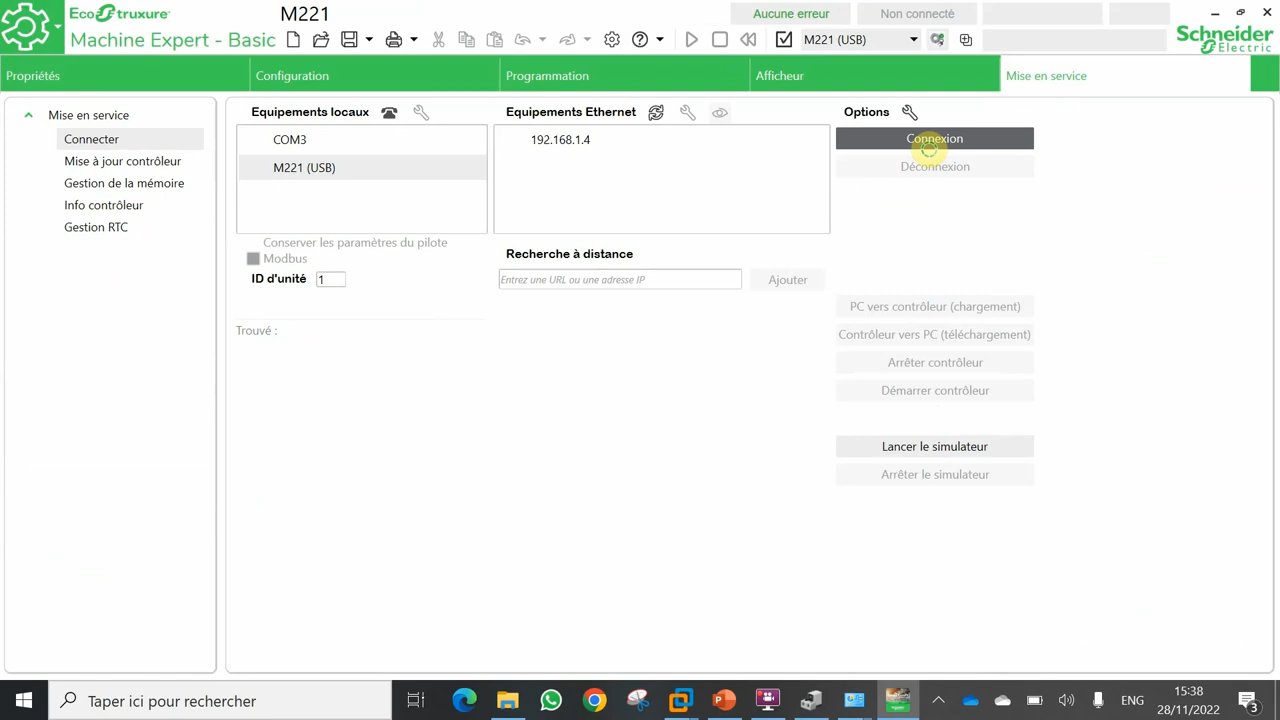 EcoStruxure
Machine Expert - Basic
M221
Aucune erreur
Non connecté
M221 (USB)
Schneider
Electric
Propriétés
Configuration
Programmation
Afficheur
Mise en service
Mise en service
Connecter
Mise à jour contrôleur
Gestion de la mémoire
Info contrôleur
Gestion RTC
Equipements locaux
COM3
M221 (USB)
Conserver les paramètres du pilote
Modbus
ID d'unité 1
Trouvé :
Equipements Ethernet
192.168.1.4
Recherche à distance
Entrez une URL ou une adresse IP
Ajouter
Options
Connexion
Déconnexion
PC vers contrôleur (chargement)
Contrôleur vers PC (téléchargement)
Arrêter contrôleur
Démarrer contrôleur
Lancer le simulateur
Arrêter le simulateur
Taper ici pour rechercher
ENG
15:38
28/11/2022
3